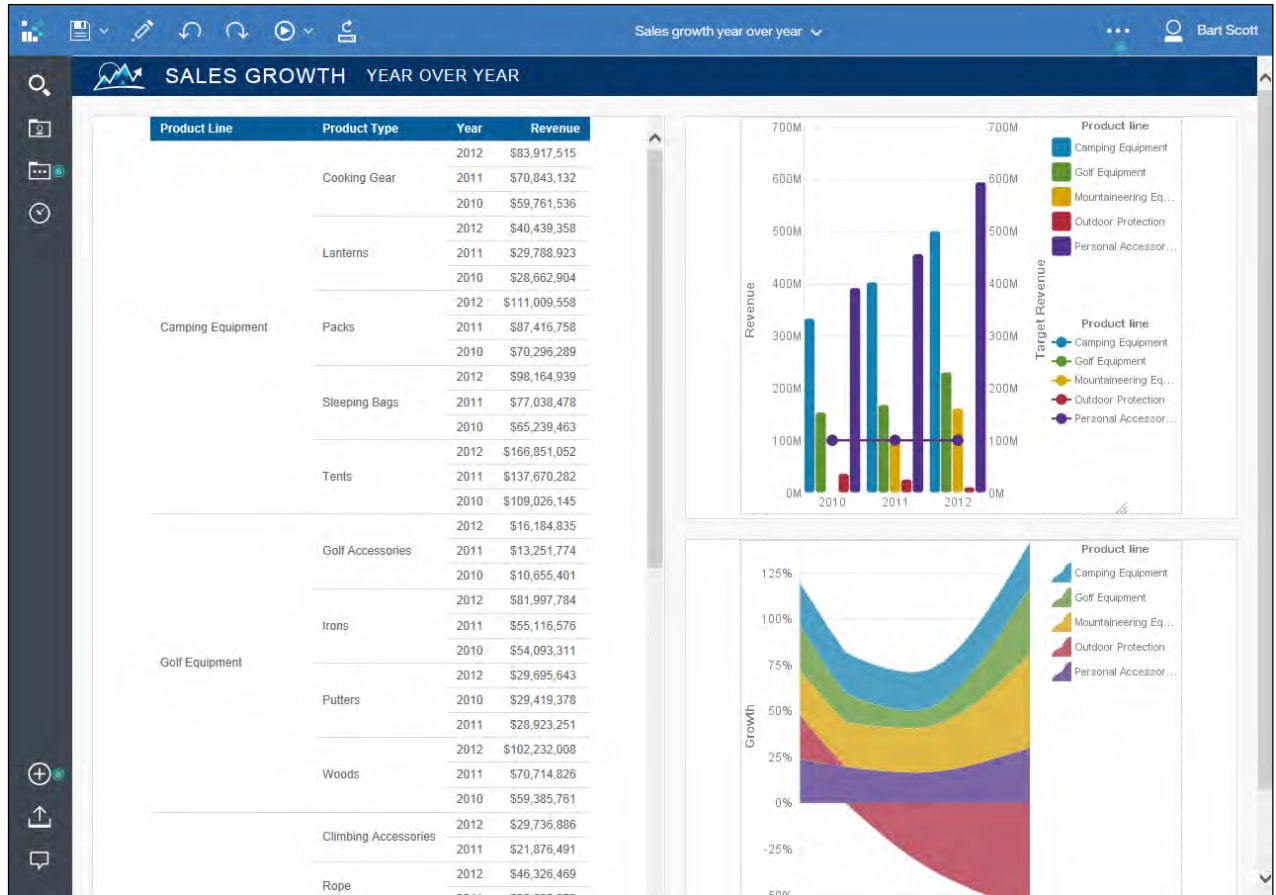 Sales growth year over year
Bart Scott
SALES GROWTH YEAR OVER YEAR
Product Line Product Type Year Revenue
2012 $83,917,515
Cooking Gear 2011 $70,843,132
2010 $59,761,536
2012 $40,439,358
Lanterns 2011 $29,788,923
2010 $28,662,904
2012 $111,009,558
Camping Equipment Packs 2011 $87,416,758
2010 $70,296,289
2012 $98,164,939
Sleeping Bags 2011 $77,038,478
2010 $65,239,463
2012 $166,851,052
Tents 2011 $137,670,282
2010 $109,026,145
2012 $16,184,835
Golf Accessories 2011 $13,251,774
2010 $10,655,401
2012 $81,997,784
Irons 2011 $55,116,576
2010 $54,093,311
Golf Equipment
2012 $29,695,643
Putters 2010 $29,419,378
2011 $28,923,251
2012 $102,232,008
Woods 2011 $70,714,826
2010 $59,385,761
2012 $29,736,886
Climbing Accessories
2011 $21,876,491
2012 $46,326,469
Rope
700M 700M
600M 600M
500M 500M
400M 400M
300M 300M
200M 200M
100M 100M
0M 0M
2010 2011 2012
Revenue
Target Revenue
Product line
Camping Equipment
Golf Equipment
Mountaineering Eq...
Outdoor Protection
Personal Accessor...
Product line
Camping Equipment
Golf Equipment
Mountaineering Eq...
Outdoor Protection
Personal Accessor...
125%
100%
75%
50%
25%
0%
-25%
Growth
Product line
Camping Equipment
Golf Equipment
Mountaineering Eq...
Outdoor Protection
Personal Accessor...